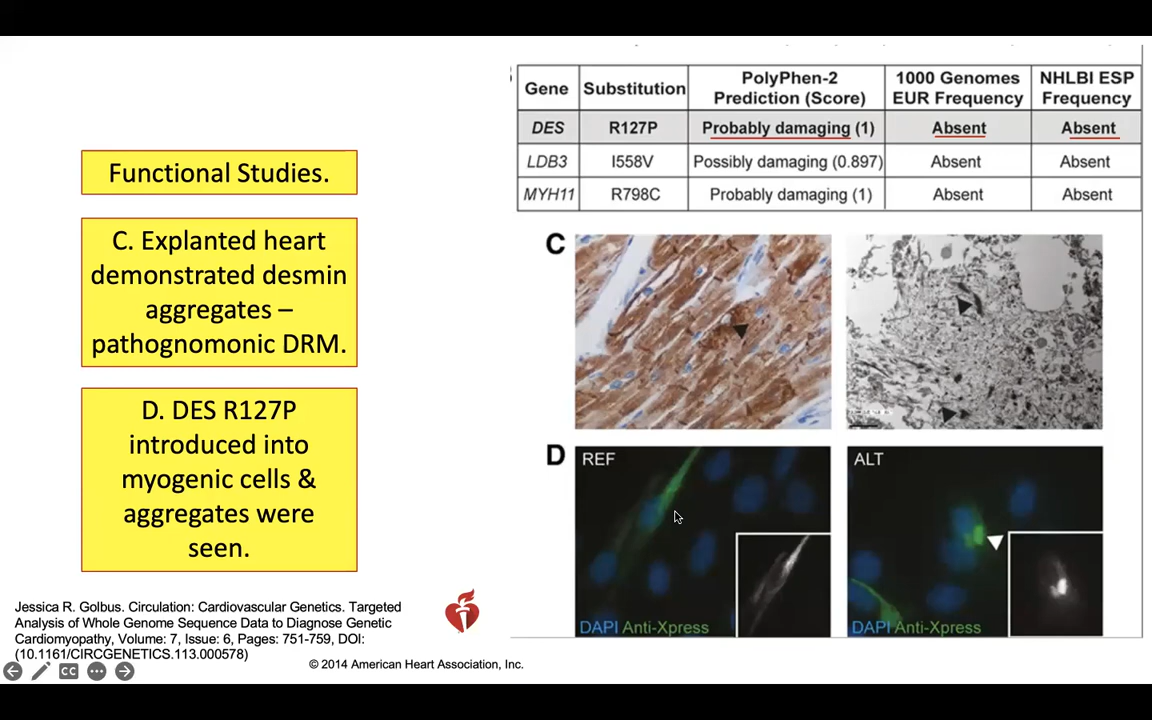 Functional Studies.
C. Explanted heart
demonstrated desmin
aggregates –
pathognomonic DRM.
D. DES R127P
introduced into
myogenic cells &
aggregates were
seen.
Gene Substitution PolyPhen-2 Prediction (Score) 1000 Genomes EUR Frequency NHLBI ESP Frequency
DES R127P Probably damaging (1) Absent Absent
LDB3 I558V Possibly damaging (0.897) Absent Absent
MYH11 R798C Probably damaging (1) Absent Absent
C
D
REF
DAPI Anti-Xpress
ALT
DAPI Anti-Xpress
Jessica R. Golbus. Circulation: Cardiovascular Genetics. Targeted
Analysis of Whole Genome Sequence Data to Diagnose Genetic
Cardiomyopathy, Volume: 7, Issue: 6, Pages: 751-759, DOI:
(10.1161/CIRCGENETICS.113.000578)
© 2014 American Heart Association, Inc.
CC